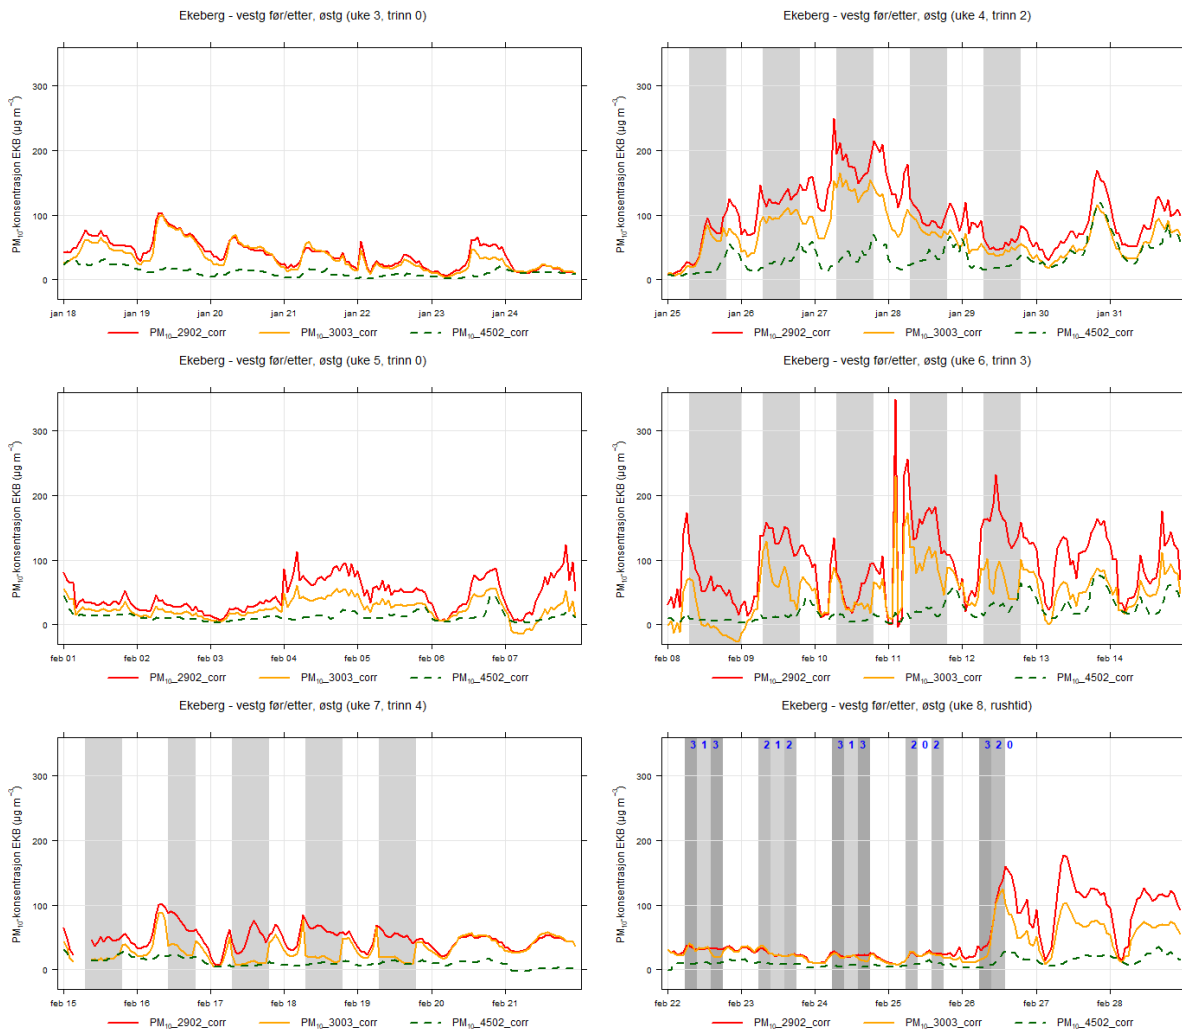 Ekeberg - vestg før/etter, østg (uke 3, trinn 0)
PM₁₀-konsentrasjon EKB (µg m⁻³)
300
200
100
0
jan 18 jan 19 jan 20 jan 21 jan 22 jan 23 jan 24
PM₁₀_2902_corr PM₁₀_3003_corr PM₁₀_4502_corr
Ekeberg - vestg før/etter, østg (uke 4, trinn 2)
PM₁₀-konsentrasjon EKB (µg m⁻³)
300
200
100
0
jan 25 jan 26 jan 27 jan 28 jan 29 jan 30 jan 31
PM₁₀_2902_corr PM₁₀_3003_corr PM₁₀_4502_corr
Ekeberg - vestg før/etter, østg (uke 5, trinn 0)
PM₁₀-konsentrasjon EKB (µg m⁻³)
300
200
100
0
feb 01 feb 02 feb 03 feb 04 feb 05 feb 06 feb 07
PM₁₀_2902_corr PM₁₀_3003_corr PM₁₀_4502_corr
Ekeberg - vestg før/etter, østg (uke 6, trinn 3)
PM₁₀-konsentrasjon EKB (µg m⁻³)
300
200
100
0
feb 08 feb 09 feb 10 feb 11 feb 12 feb 13 feb 14
PM₁₀_2902_corr PM₁₀_3003_corr PM₁₀_4502_corr
Ekeberg - vestg før/etter, østg (uke 7, trinn 4)
PM₁₀-konsentrasjon EKB (µg m⁻³)
300
200
100
0
feb 15 feb 16 feb 17 feb 18 feb 19 feb 20 feb 21
PM₁₀_2902_corr PM₁₀_3003_corr PM₁₀_4502_corr
Ekeberg - vestg før/etter, østg (uke 8, rushtid)
3 1 3 2 1 2 3 1 3 2 0 2 3 2 0
PM₁₀-konsentrasjon EKB (µg m⁻³)
300
200
100
0
feb 22 feb 23 feb 24 feb 25 feb 26 feb 27 feb 28
PM₁₀_2902_corr PM₁₀_3003_corr PM₁₀_4502_corr